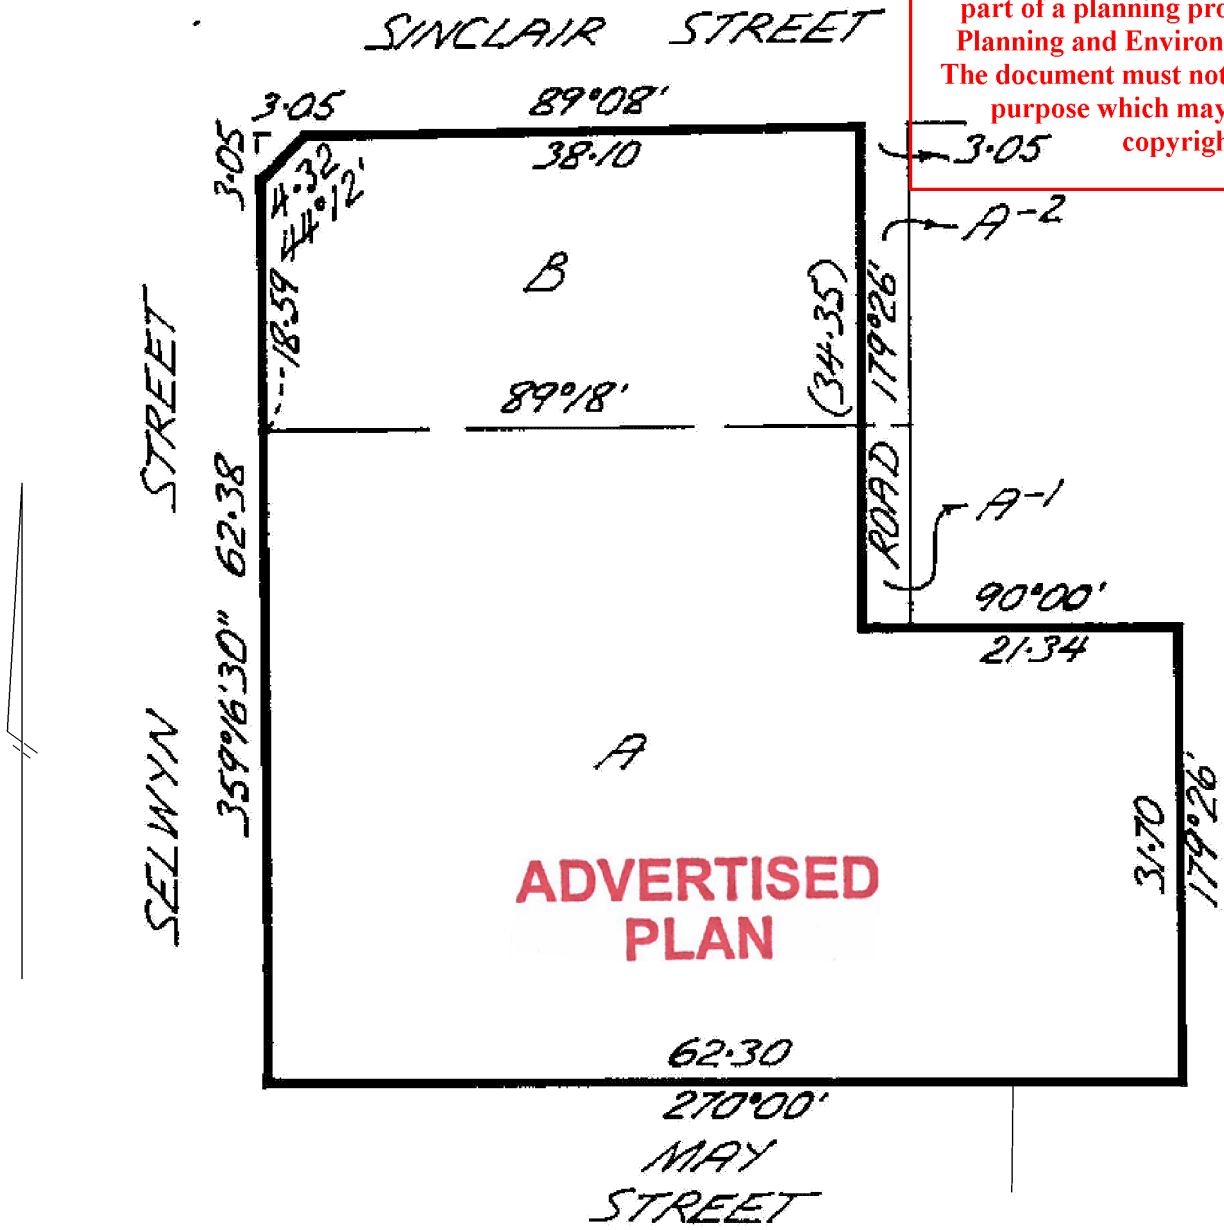 part of a planning pro
Planning and Environ
The document must not
purpose which may
copyrigh
SINCLAIR STREET
3·05
89°08'
38·10
3·05
3·05
4·32
44°12'
A-2
B
18·59
(34·35)
179°26'
ROAD
89°18'
STREET
SELWYN
359°16'30" 62·38
A-1
90°00'
21·34
A
31·70
179°26'
ADVERTISED
PLAN
62·30
270°00'
MAY
STREET